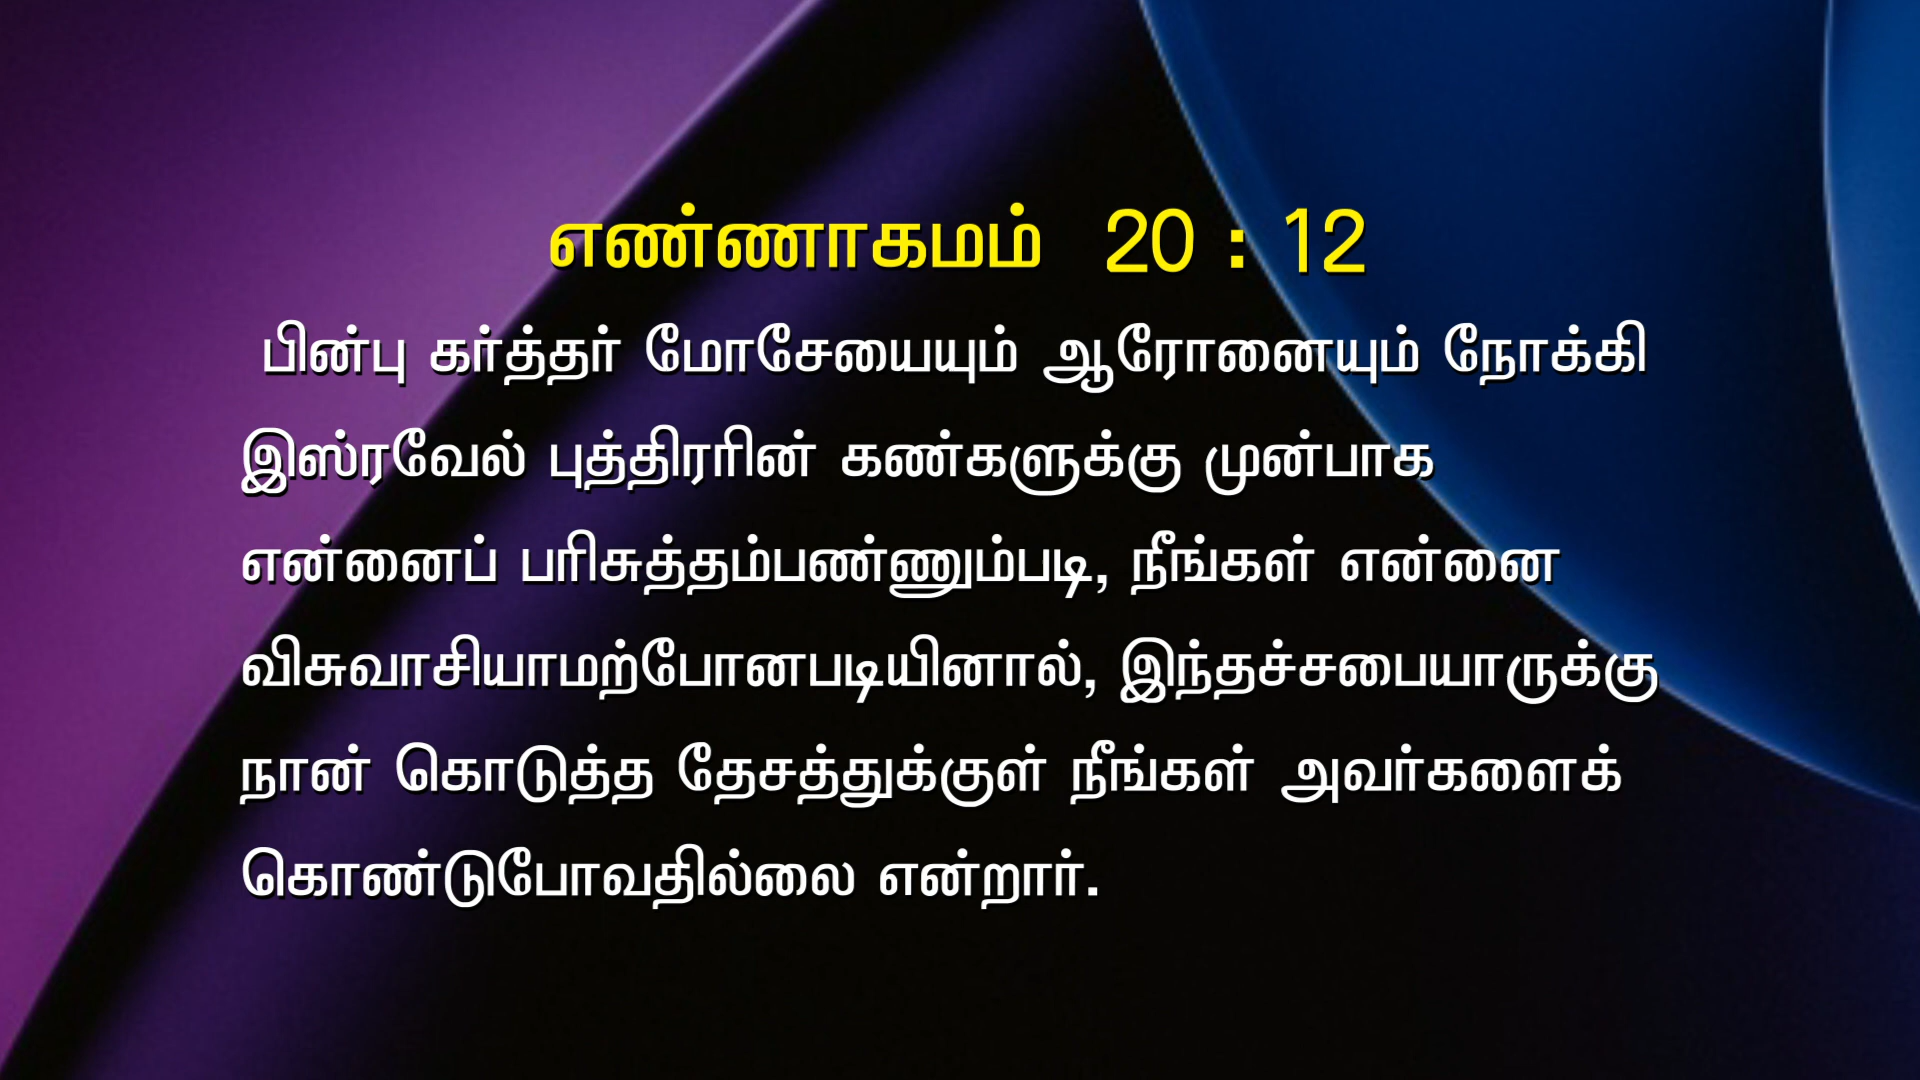 எண்ணாகமம் 20 : 12
பின்பு கர்த்தர் மோசேயையும் ஆரோனையும் நோக்கி
இஸ்ரவேல் புத்திரரின் கண்களுக்கு முன்பாக
என்னைப் பரிசுத்தம்பண்ணும்படி, நீங்கள் என்னை
விசுவாசியாமற்போனபடியினால், இந்தச்சபையாருக்கு
நான் கொடுத்த தேசத்துக்குள் நீங்கள் அவர்களைக்
கொண்டுபோவதில்லை என்றார்.